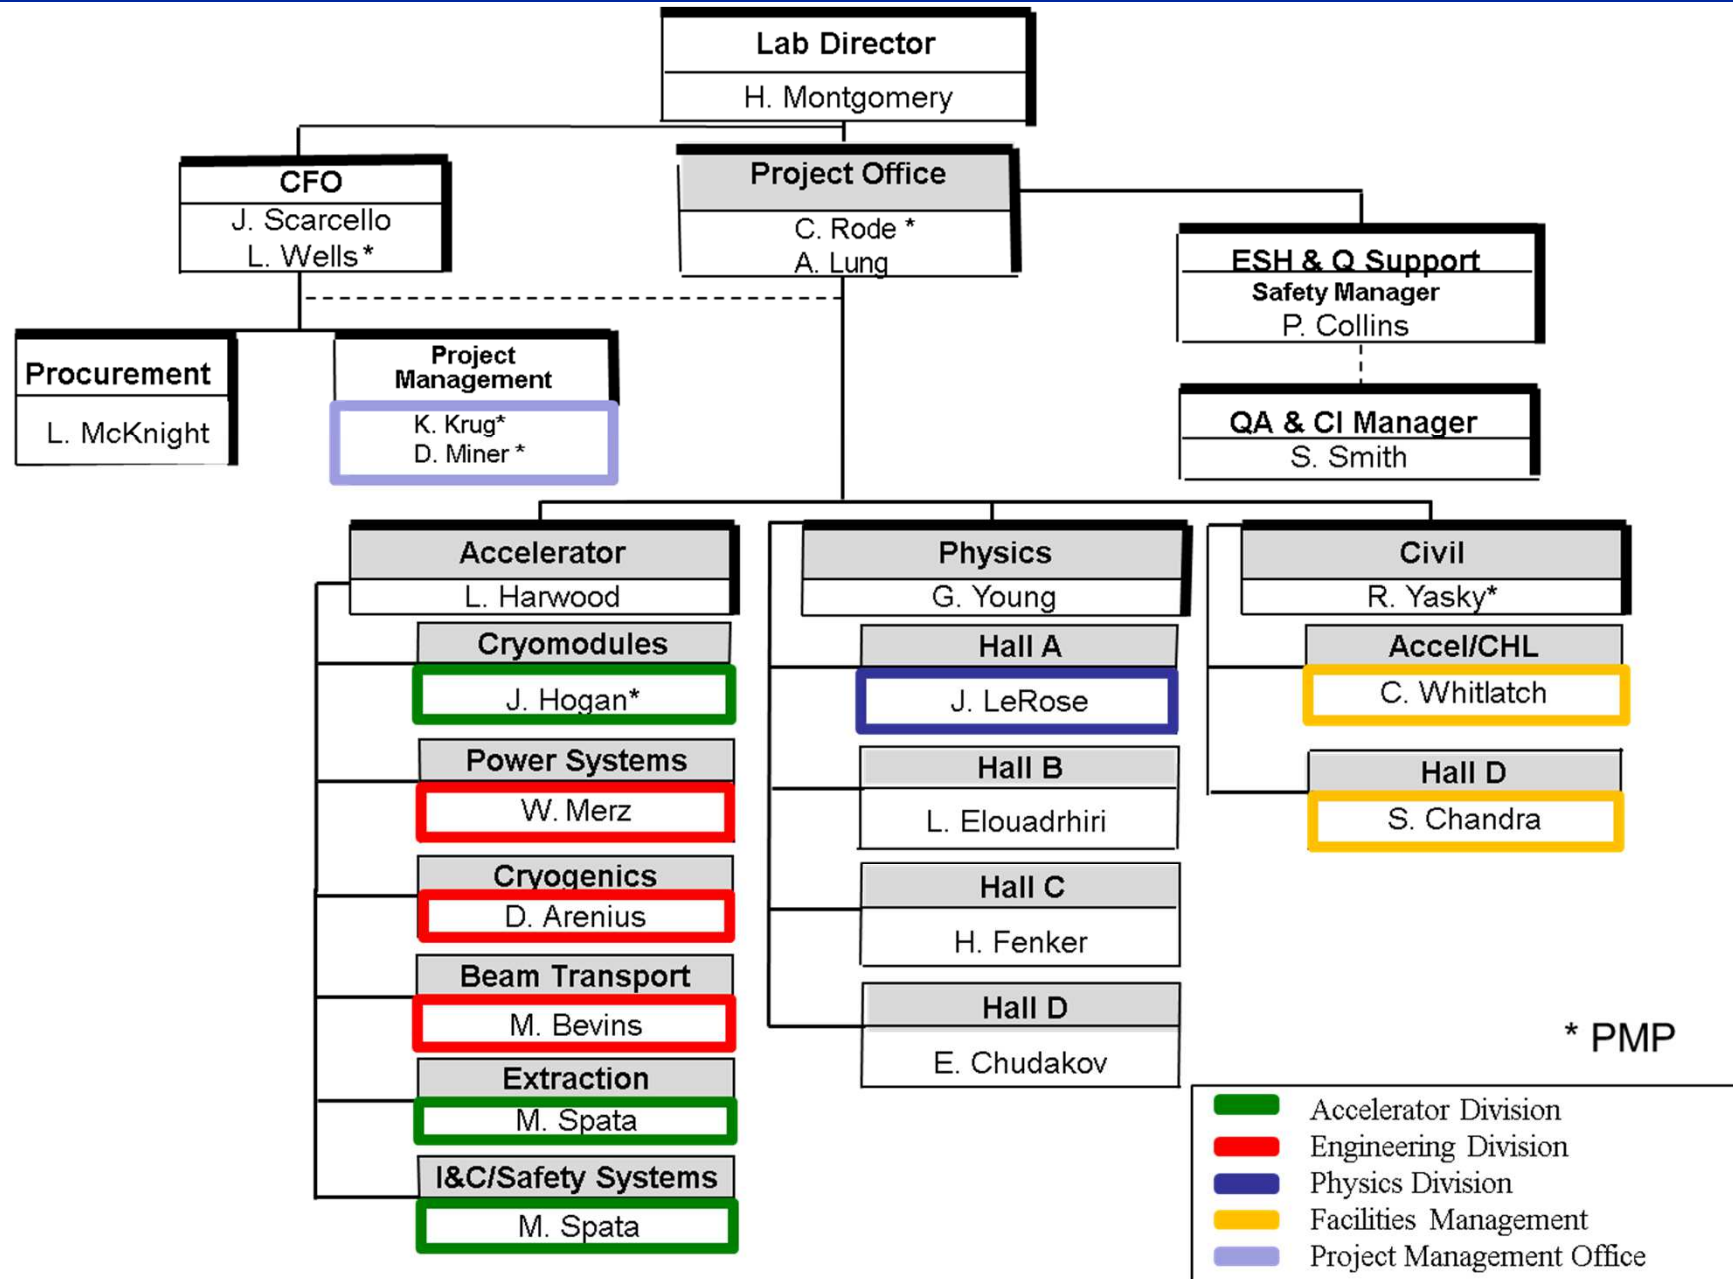 Lab Director
H. Montgomery
CFO
J. Scarcello
L. Wells*
Project Office
C. Rode *
A. Lung
ESH & Q Support
Safety Manager
P. Collins
Procurement
L. McKnight
Project
Management
K. Krug*
D. Miner *
QA & CI Manager
S. Smith
Accelerator
L. Harwood
Cryomodules
J. Hogan*
Power Systems
W. Merz
Cryogenics
D. Arenius
Beam Transport
M. Bevins
Extraction
M. Spata
I&C/Safety Systems
M. Spata
Physics
G. Young
Hall A
J. LeRose
Hall B
L. Elouadrhiri
Hall C
H. Fenker
Hall D
E. Chudakov
Civil
R. Yasky*
Accel/CHL
C. Whitlatch
Hall D
S. Chandra
* PMP
Accelerator Division
Engineering Division
Physics Division
Facilities Management
Project Management Office